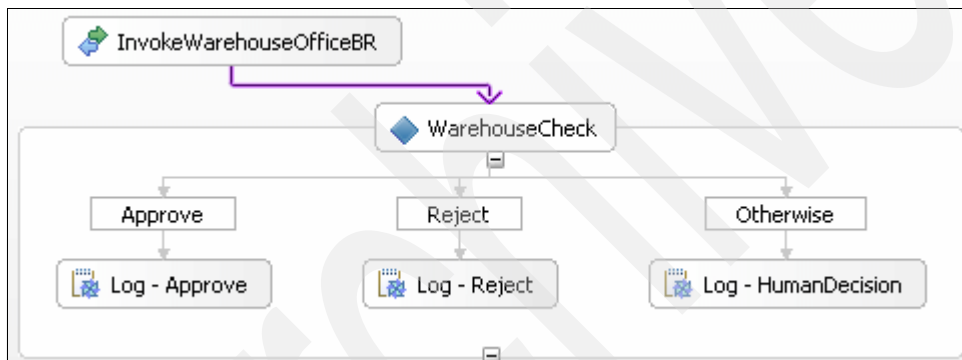 InvokeWarehouseOfficeBR
WarehouseCheck
Approve
Reject
Otherwise
Log - Approve
Log - Reject
Log - HumanDecision